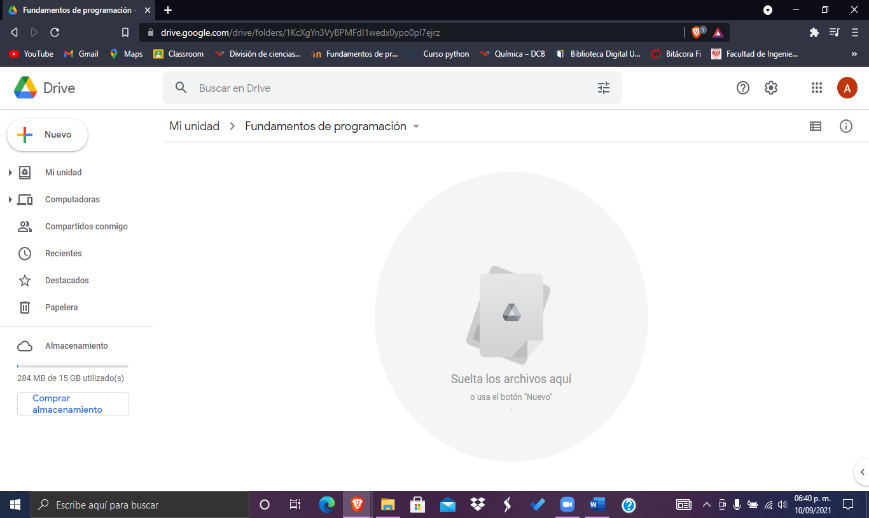 Fundamentos de programación -
drive.google.com/drive/folders/1KcXgYn3VyBPMFdI1wedx0ypo0pl7ejrz
1
YouTube
Gmail
Maps
Classroom
División de ciencias...
Fundamentos de pr...
Curso python
Química – DCB
Biblioteca Digital U...
Bitácora Fi
Facultad de Ingenie...
»
Drive
Buscar en Drive
A
Nuevo
Mi unidad > Fundamentos de programación
Mi unidad
Computadoras
Compartidos conmigo
Recientes
Destacados
Papelera
Almacenamiento
284 MB de 15 GB utilizado(s)
Comprar
almacenamiento
Suelta los archivos aquí
o usa el botón "Nuevo"
Escribe aquí para buscar
06:40 p. m.
10/09/2021